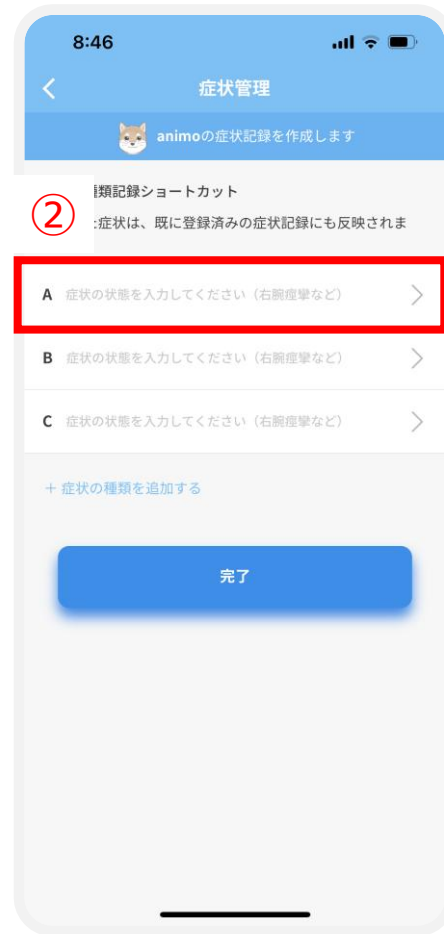 8:46
症状管理
animoの症状記録を作成します
類記録ショートカット
②
症状は、既に登録済みの症状記録にも反映されま
A 症状の状態を入力してください（右腕痙攣など）
B 症状の状態を入力してください（右腕痙攣など）
C 症状の状態を入力してください（右腕痙攣など）
+ 症状の種類を追加する
完了